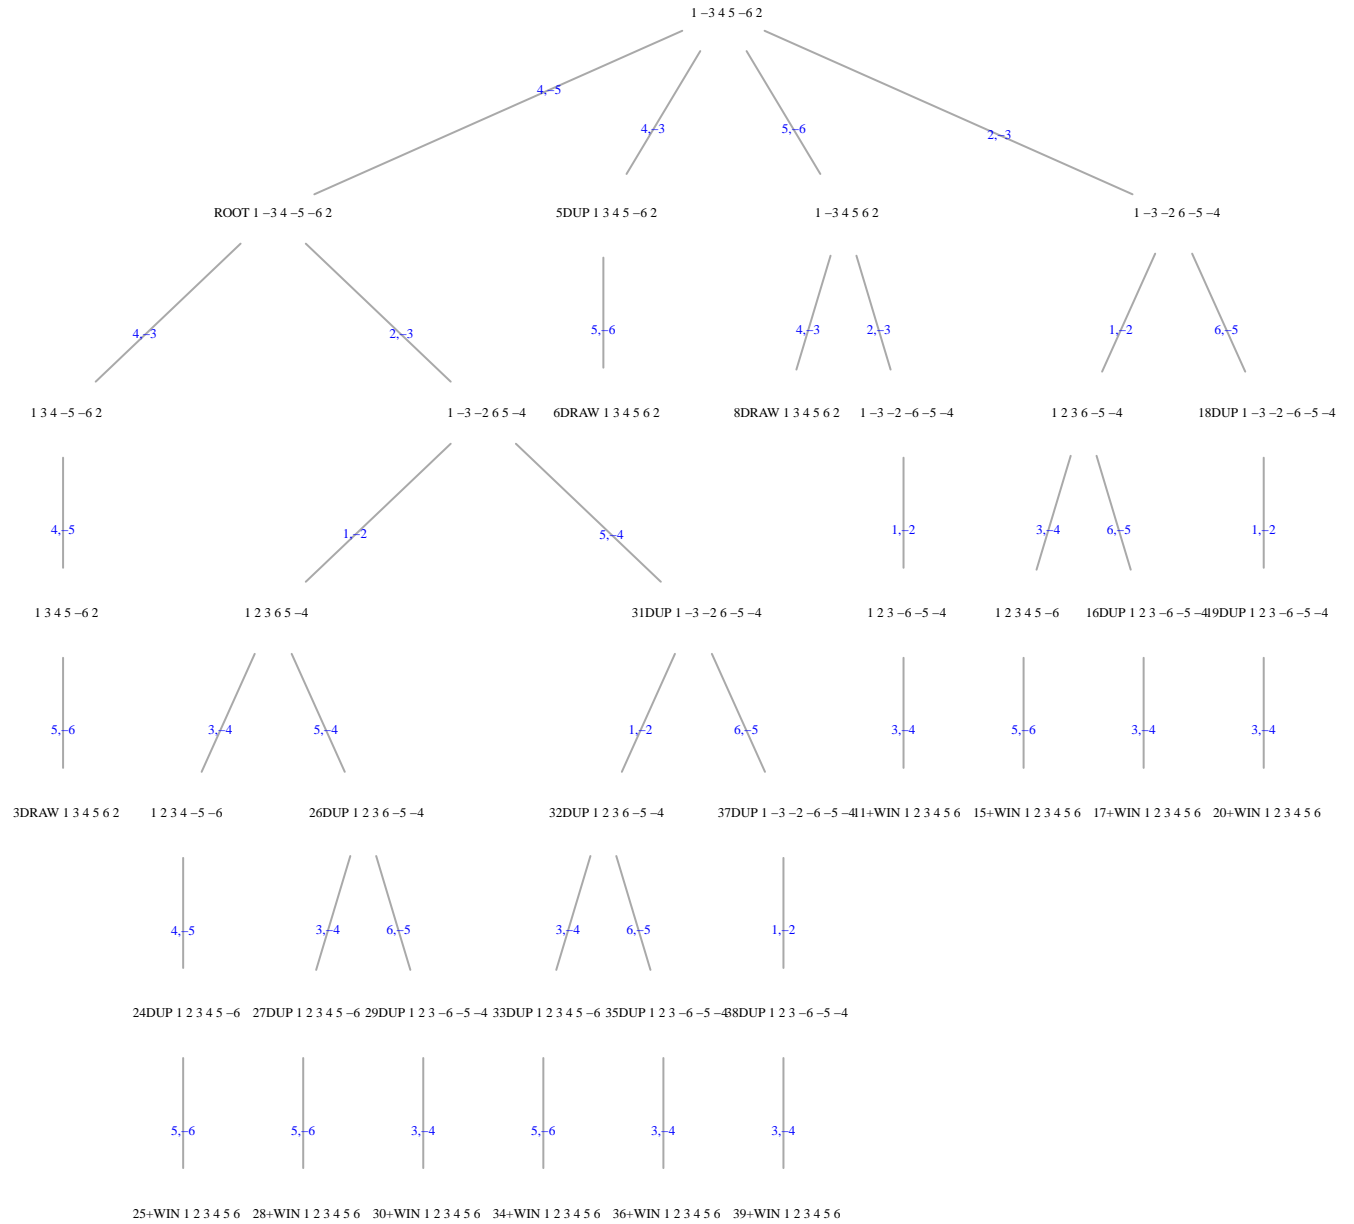 1 −3 4 5 −6 2
4,−5
4,−3
5,−6
2,−3
ROOT 1 −3 4 −5 −6 2
5DUP 1 3 4 5 −6 2
1 −3 4 5 6 2
1 −3 −2 6 −5 −4
4,−3
2,−3
5,−6
4,−3
2,−3
1,−2
6,−5
1 3 4 −5 −6 2
1 −3 −2 6 5 −4
6DRAW 1 3 4 5 6 2
8DRAW 1 3 4 5 6 2
1 −3 −2 −6 −5 −4
1 2 3 6 −5 −4
18DUP 1 −3 −2 −6 −5 −4
4,−5
1,−2
5,−4
1,−2
3,−4
6,−5
1,−2
1 3 4 5 −6 2
1 2 3 6 5 −4
31DUP 1 −3 −2 6 −5 −4
1 2 3 −6 −5 −4
1 2 3 4 5 −6
16DUP 1 2 3 −6 −5 −4
19DUP 1 2 3 −6 −5 −4
5,−6
3,−4
5,−4
1,−2
6,−5
3,−4
5,−6
3,−4
3,−4
3DRAW 1 3 4 5 6 2
1 2 3 4 −5 −6
26DUP 1 2 3 6 −5 −4
32DUP 1 2 3 6 −5 −4
37DUP 1 −3 −2 −6 −5 −4
11+WIN 1 2 3 4 5 6
15+WIN 1 2 3 4 5 6
17+WIN 1 2 3 4 5 6
20+WIN 1 2 3 4 5 6
4,−5
3,−4
6,−5
3,−4
6,−5
1,−2
24DUP 1 2 3 4 5 −6
27DUP 1 2 3 4 5 −6
29DUP 1 2 3 −6 −5 −4
33DUP 1 2 3 4 5 −6
35DUP 1 2 3 −6 −5 −4
38DUP 1 2 3 −6 −5 −4
5,−6
5,−6
3,−4
5,−6
3,−4
3,−4
25+WIN 1 2 3 4 5 6
28+WIN 1 2 3 4 5 6
30+WIN 1 2 3 4 5 6
34+WIN 1 2 3 4 5 6
36+WIN 1 2 3 4 5 6
39+WIN 1 2 3 4 5 6